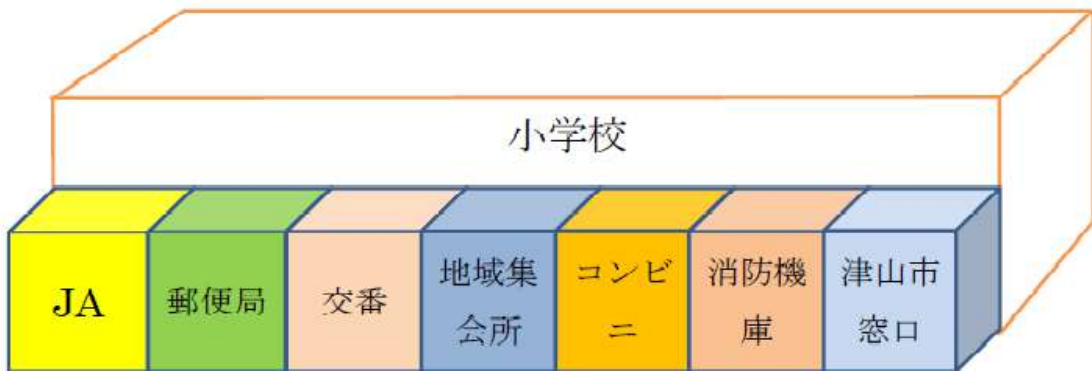 小学校
JA
郵便局
交番
地域集
会所
コンビ
ニ
消防機
庫
津山市
窓口